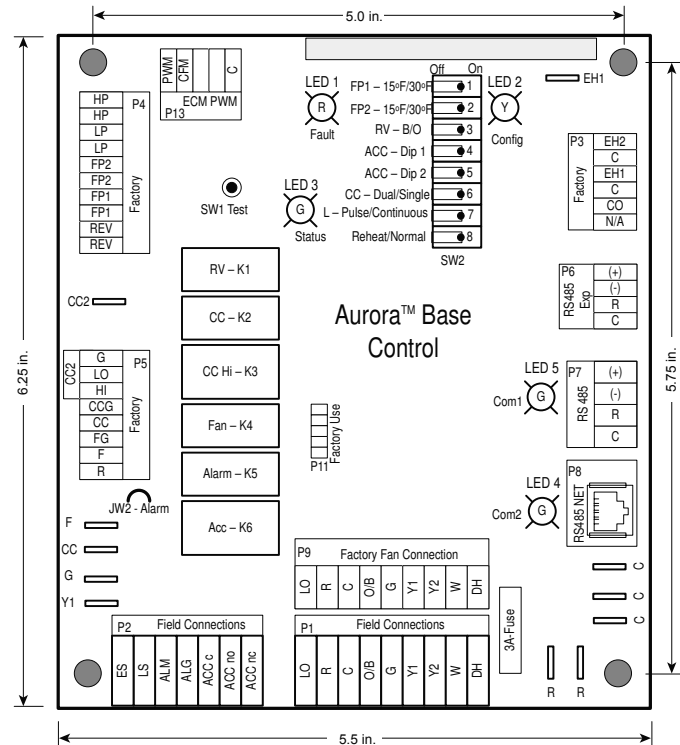 5.0 in.
6.25 in.
5.75 in.
5.5 in.
PWM
CFM
C
ECM PWM
P13
LED 1
R
Fault
Off On
FP1 – 15ºF/30ºF
FP2 – 15ºF/30ºF
RV – B/O
ACC – Dip 1
ACC – Dip 2
CC – Dual/Single
L – Pulse/Continuous
Reheat/Normal
1
2
3
4
5
6
7
8
SW2
LED 2
Y
Config
EH1
P4
Factory
HP
HP
LP
LP
FP2
FP2
FP1
FP1
REV
REV
SW1 Test
LED 3
G
Status
P3
Factory
EH2
C
EH1
C
CO
N/A
CC2
RV – K1
CC – K2
CC Hi – K3
Fan – K4
Alarm – K5
Acc – K6
Aurora™ Base
Control
P6
RS485
Exp
(+)
(-)
R
C
CC2
P5
Factory
G
LO
HI
CCG
CC
FG
F
R
JW2 - Alarm
P11
Factory Use
LED 5
Com1
G
P7
RS 485
(+)
(-)
R
C
LED 4
Com2
G
P8
RS485 NET
F
CC
G
Y1
P9
Factory Fan Connection
LO
R
C
O/B
G
Y1
Y2
W
DH
C
C
C
3A-Fuse
P2
Field Connections
ES
LS
ALM
ALG
ACC c
ACC no
ACC nc
P1
Field Connections
LO
R
C
O/B
G
Y1
Y2
W
DH
R
R